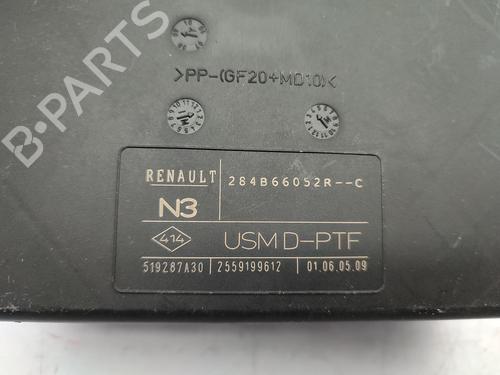 >PP-(GF20+MD10)<
RENAULT 284B66052R--C
N3
414 USM D-PTF
519287A30 2559199612 01.06.05.09
B-PARTS